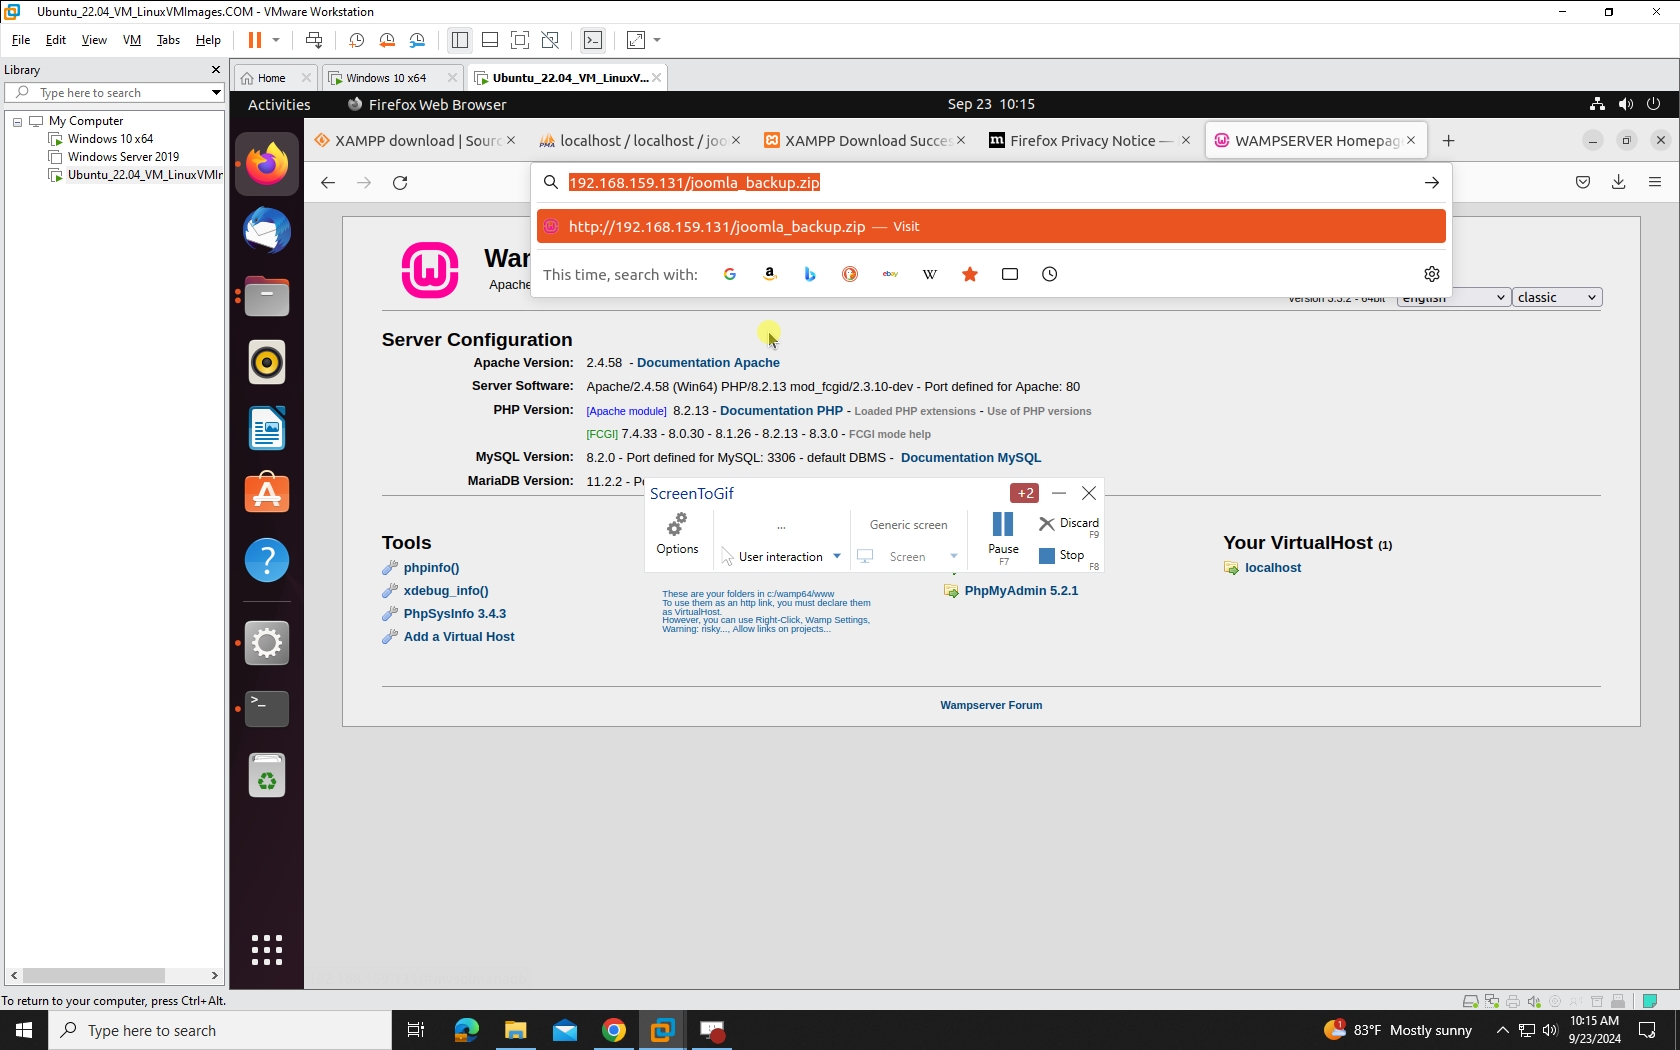 Ubuntu_22.04_VM_LinuxVMImages.COM - VMware Workstation
File Edit View VM Tabs Help
Library
Type here to search
My Computer
Windows 10 x64
Windows Server 2019
Ubuntu_22.04_VM_LinuxVMIr
Home
Windows 10 x64
Ubuntu_22.04_VM_LinuxV...
Activities Firefox Web Browser Sep 23 10:15
XAMPP download | Sourc
localhost / localhost / joo
XAMPP Download Succes
Firefox Privacy Notice —
WAMPSERVER Homepag
192.168.159.131/joomla_backup.zip
http://192.168.159.131/joomla_backup.zip — Visit
This time, search with:
War
Apache
Version 3.3.2 - 64bit english classic
Server Configuration
Apache Version: 2.4.58 - Documentation Apache
Server Software: Apache/2.4.58 (Win64) PHP/8.2.13 mod_fcgid/2.3.10-dev - Port defined for Apache: 80
PHP Version: [Apache module] 8.2.13 - Documentation PHP - Loaded PHP extensions - Use of PHP versions
[FCGI] 7.4.33 - 8.0.30 - 8.1.26 - 8.2.13 - 8.3.0 - FCGI mode help
MySQL Version: 8.2.0 - Port defined for MySQL: 3306 - default DBMS - Documentation MySQL
MariaDB Version: 11.2.2 - P
ScreenToGif +2
Options
...
User interaction
Generic screen
Screen
Pause
F7
Discard
F9
Stop
F8
Tools
phpinfo()
xdebug_info()
PhpSysInfo 3.4.3
Add a Virtual Host
These are your folders in c:/wamp64/www
To use them as an http link, you must declare them
as VirtualHost.
However, you can use Right-Click, Wamp Settings,
Warning: risky..., Allow links on projects...
PhpMyAdmin 5.2.1
Your VirtualHost (1)
localhost
Wampserver Forum
To return to your computer, press Ctrl+Alt.
Type here to search
83°F Mostly sunny
10:15 AM
9/23/2024